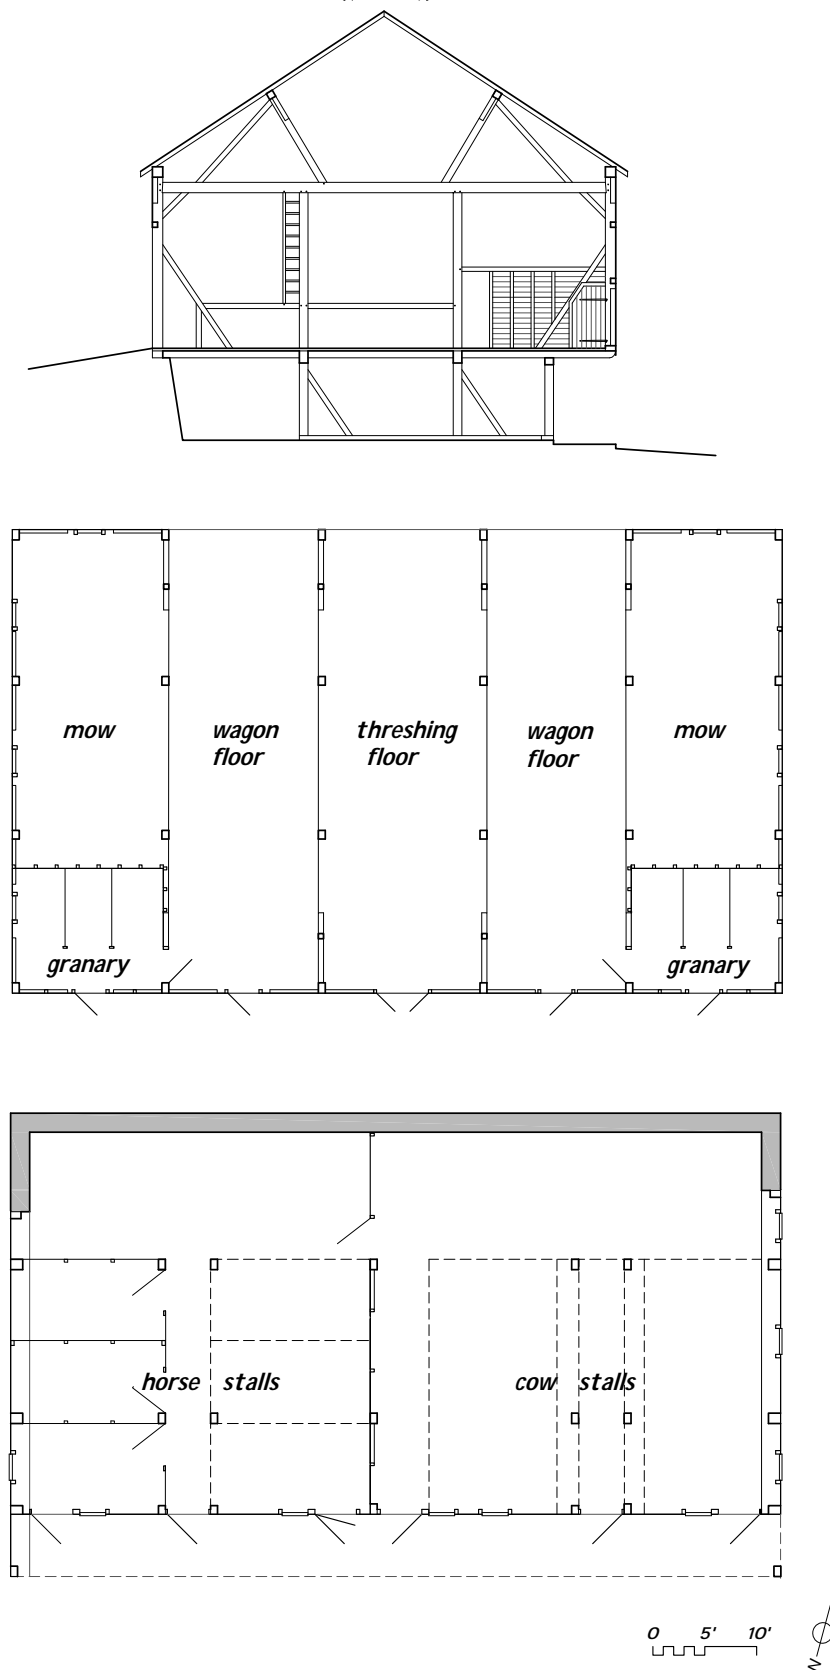 mow
wagon
floor
threshing
floor
wagon
floor
mow
granary
granary
horse stalls
cow stalls
0 5' 10'
N